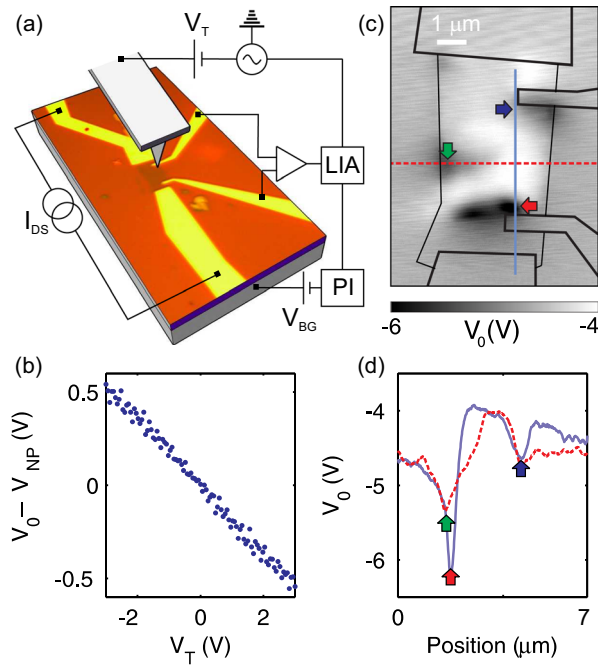 (a)
V_T
LIA
I_DS
PI
V_BG
(b)
V_0 – V_NP (V)
0.5
0
-0.5
-2
0
2
V_T (V)
(c)
1 μm
-6
V_0(V)
-4
(d)
V_0 (V)
-4
-5
-6
0
7
Position (μm)